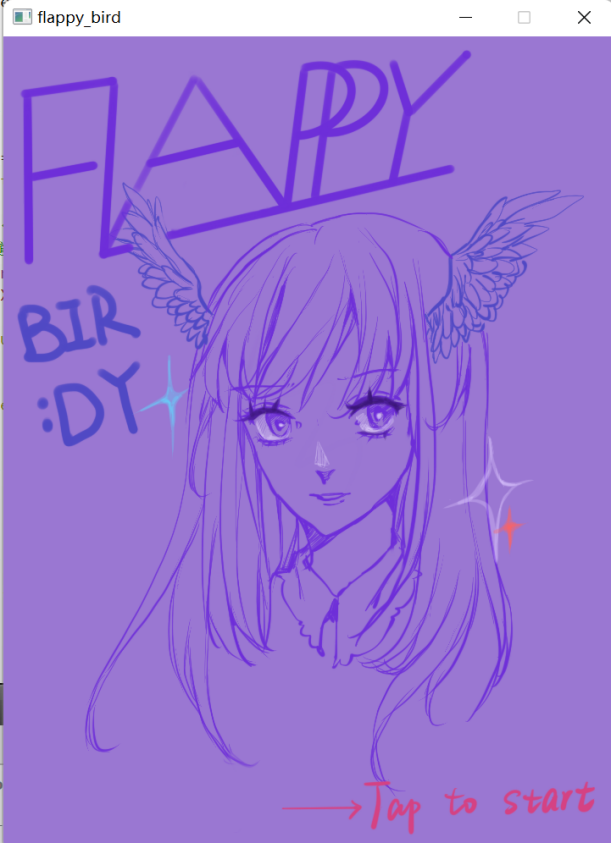 flappy_bird
FLAPPY
BIR
:DY
Tap to start